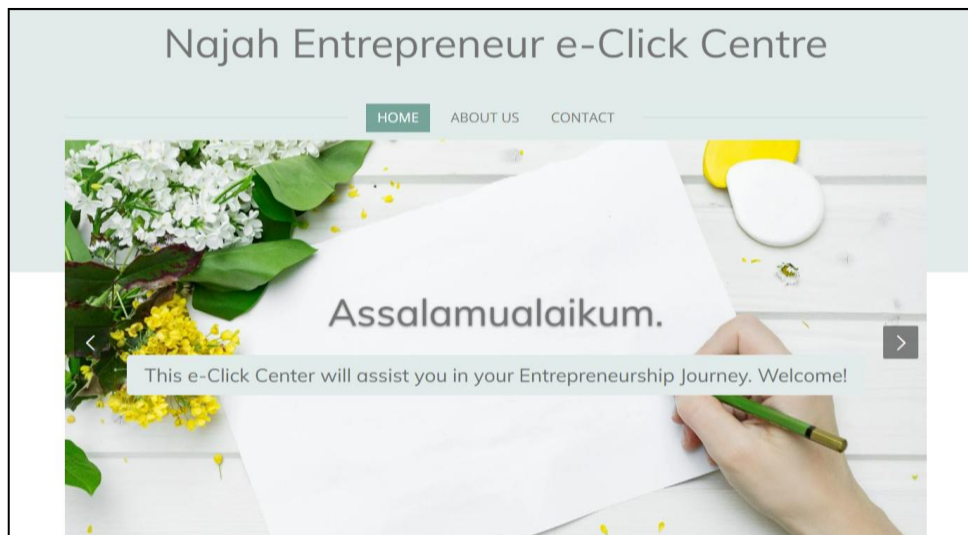 Najah Entrepreneur e-Click Centre
HOME ABOUT US CONTACT
Assalamualaikum.
This e-Click Center will assist you in your Entrepreneurship Journey. Welcome!